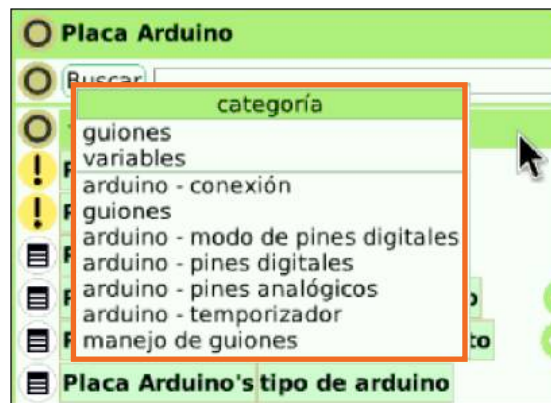 Placa Arduino
Buscar
categoría
guiones
variables
arduino - conexión
guiones
arduino - modo de pines digitales
arduino - pines digitales
arduino - pines analógicos
arduino - temporizador
manejo de guiones
to
Placa Arduino's tipo de arduino